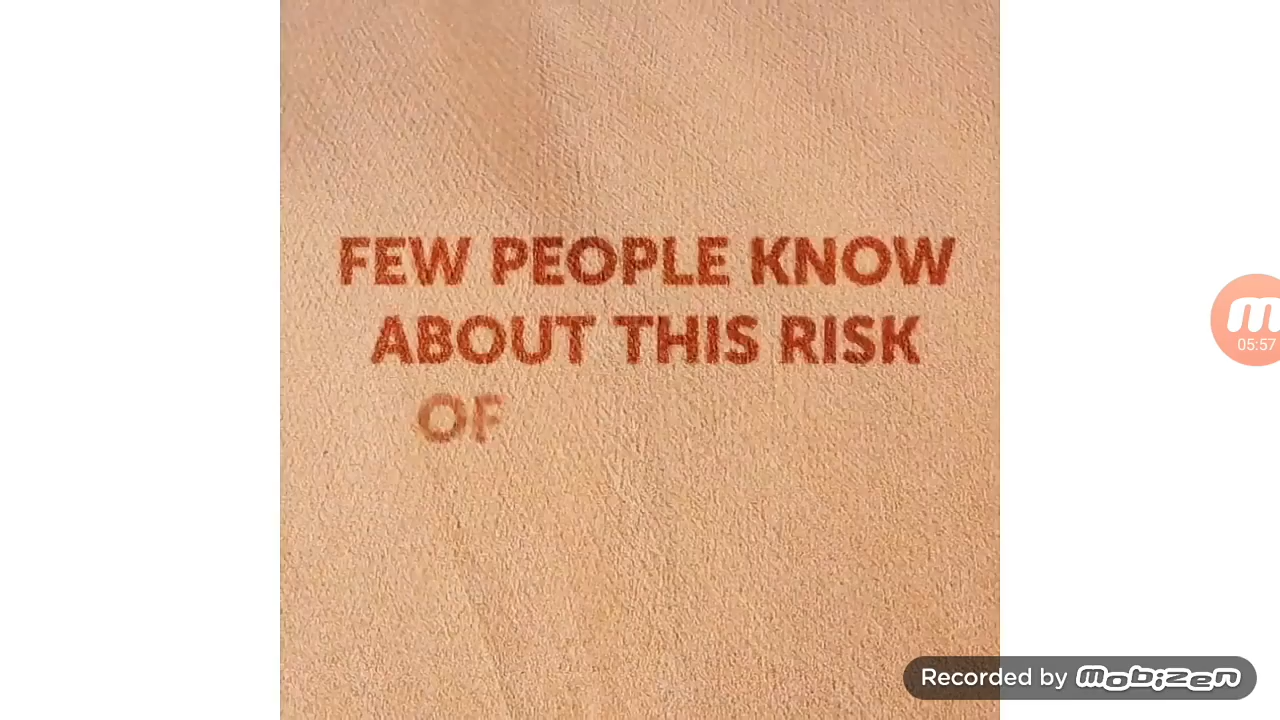 FEW PEOPLE KNOW
ABOUT THIS RISK
OF
05:57
Recorded by mobizen